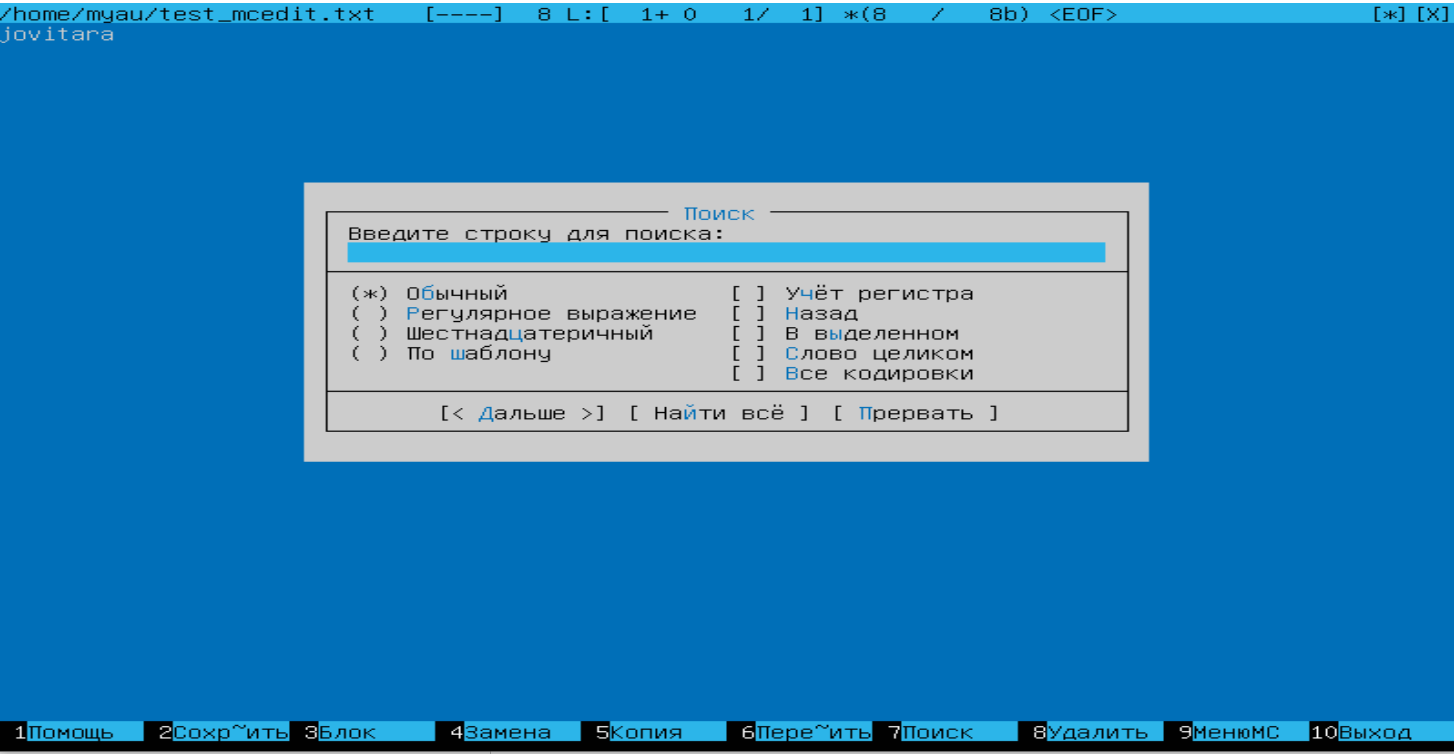 /home/myau/test_mcedit.txt [----] 8 L:[ 1+ 0 1/ 1] *(8 / 8b) <EOF> [*][X]
jovitara
Поиск
Введите строку для поиска:
(*) Обычный [ ] Учёт регистра
( ) Регулярное выражение [ ] Назад
( ) Шестнадцатеричный [ ] В выделенном
( ) По шаблону [ ] Слово целиком
[ ] Все кодировки
[< Дальше >] [ Найти всё ] [ Прервать ]
1Помощь 2Сохр~ить 3Блок 4Замена 5Копия 6Пере~ить 7Поиск 8Удалить 9МенюMC 10Выход